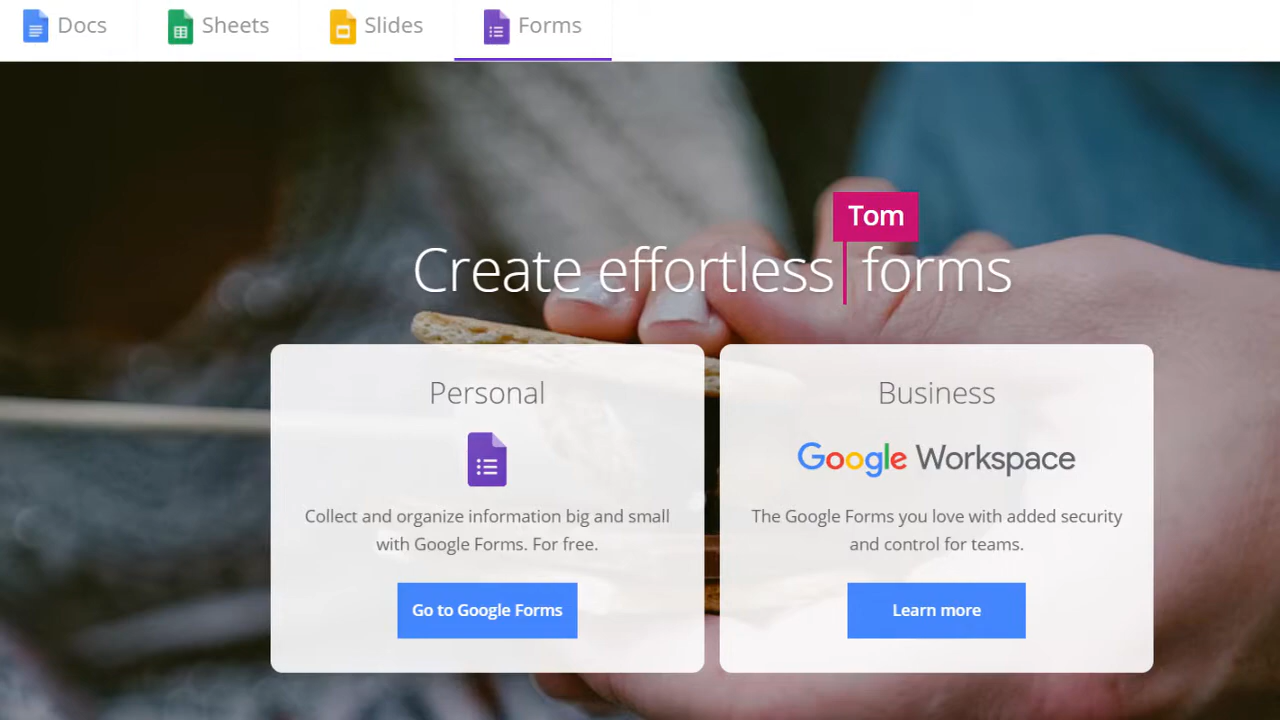 Docs
Sheets
Slides
Forms
Tom
Create effortless forms
Personal
Collect and organize information big and small
with Google Forms. For free.
Go to Google Forms
Business
Google Workspace
The Google Forms you love with added security
and control for teams.
Learn more